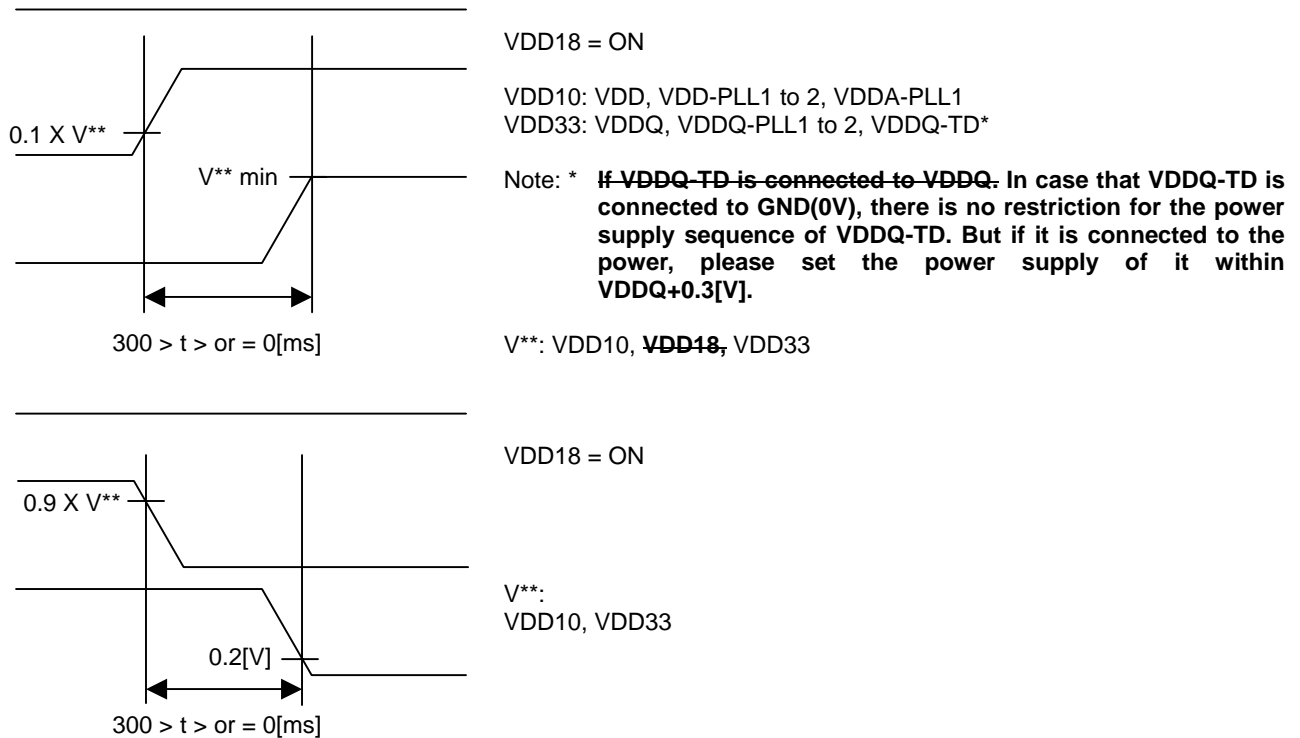 VDD18 = ON
VDD10: VDD, VDD-PLL1 to 2, VDDA-PLL1
VDD33: VDDQ, VDDQ-PLL1 to 2, VDDQ-TD*
0.1 X V**
V** min
Note: * If VDDQ-TD is connected to VDDQ. In case that VDDQ-TD is
connected to GND(0V), there is no restriction for the power
supply sequence of VDDQ-TD. But if it is connected to the
power, please set the power supply of it within
VDDQ+0.3[V].
300 > t > or = 0[ms]
V**: VDD10, VDD18, VDD33
VDD18 = ON
0.9 X V**
V**:
VDD10, VDD33
0.2[V]
300 > t > or = 0[ms]